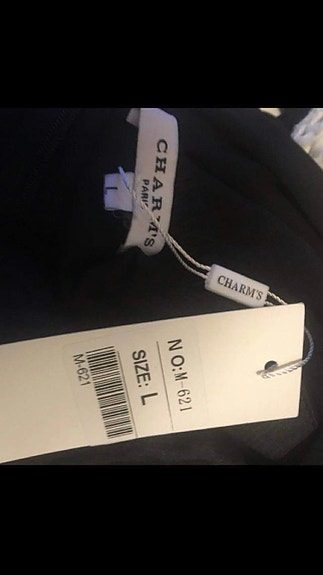 CHARM'S
PARIS
L
CHARM'S
NO:M-621
SIZE: L
M-621